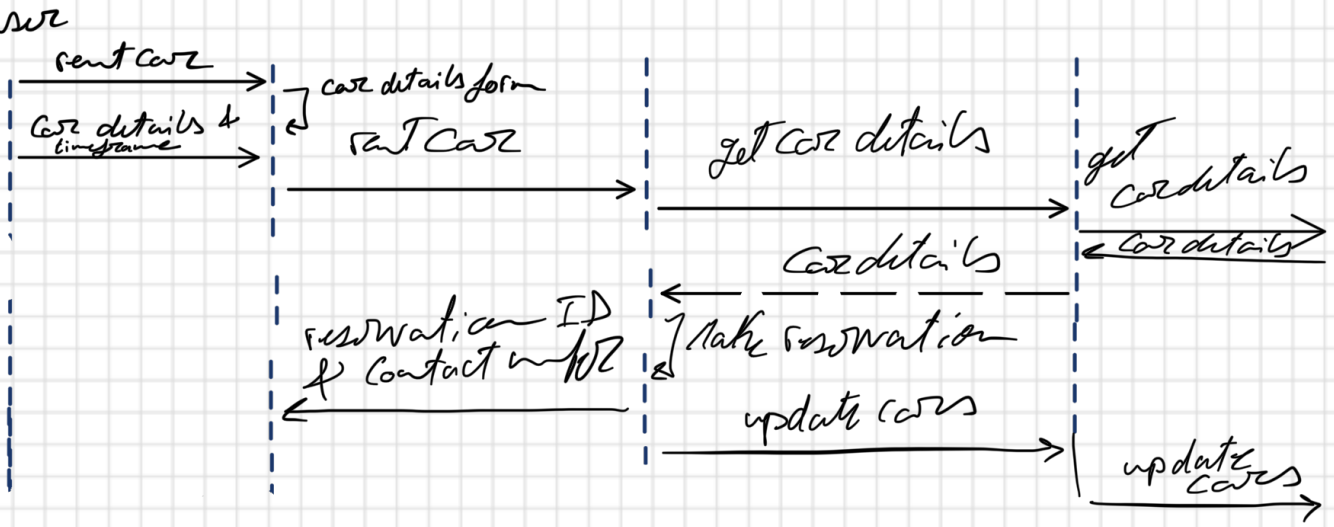 ser
rent Car
car details form
Car details &
timeframe
rent Car
get car details
get
car details
car details
Car details
reservation ID
& Contact infor
Make reservation
update cars
update
cars